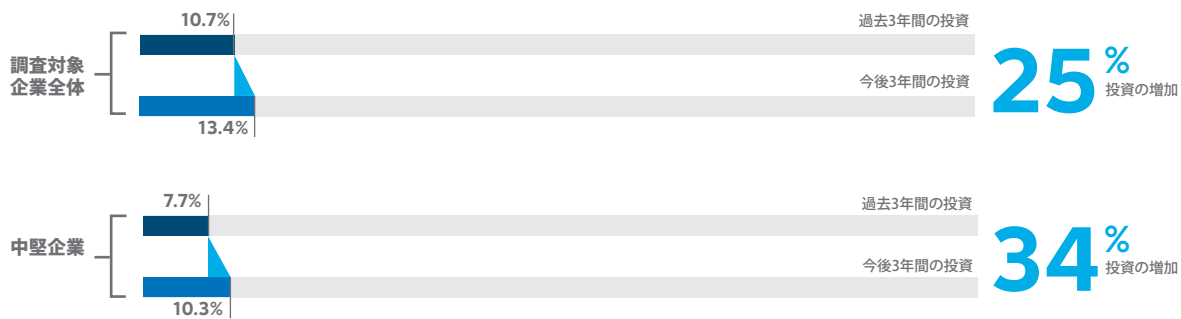 10.7%
過去3年間の投資
調査対象
企業全体
今後3年間の投資
13.4%
25%
投資の増加
7.7%
過去3年間の投資
中堅企業
今後3年間の投資
10.3%
34%
投資の増加